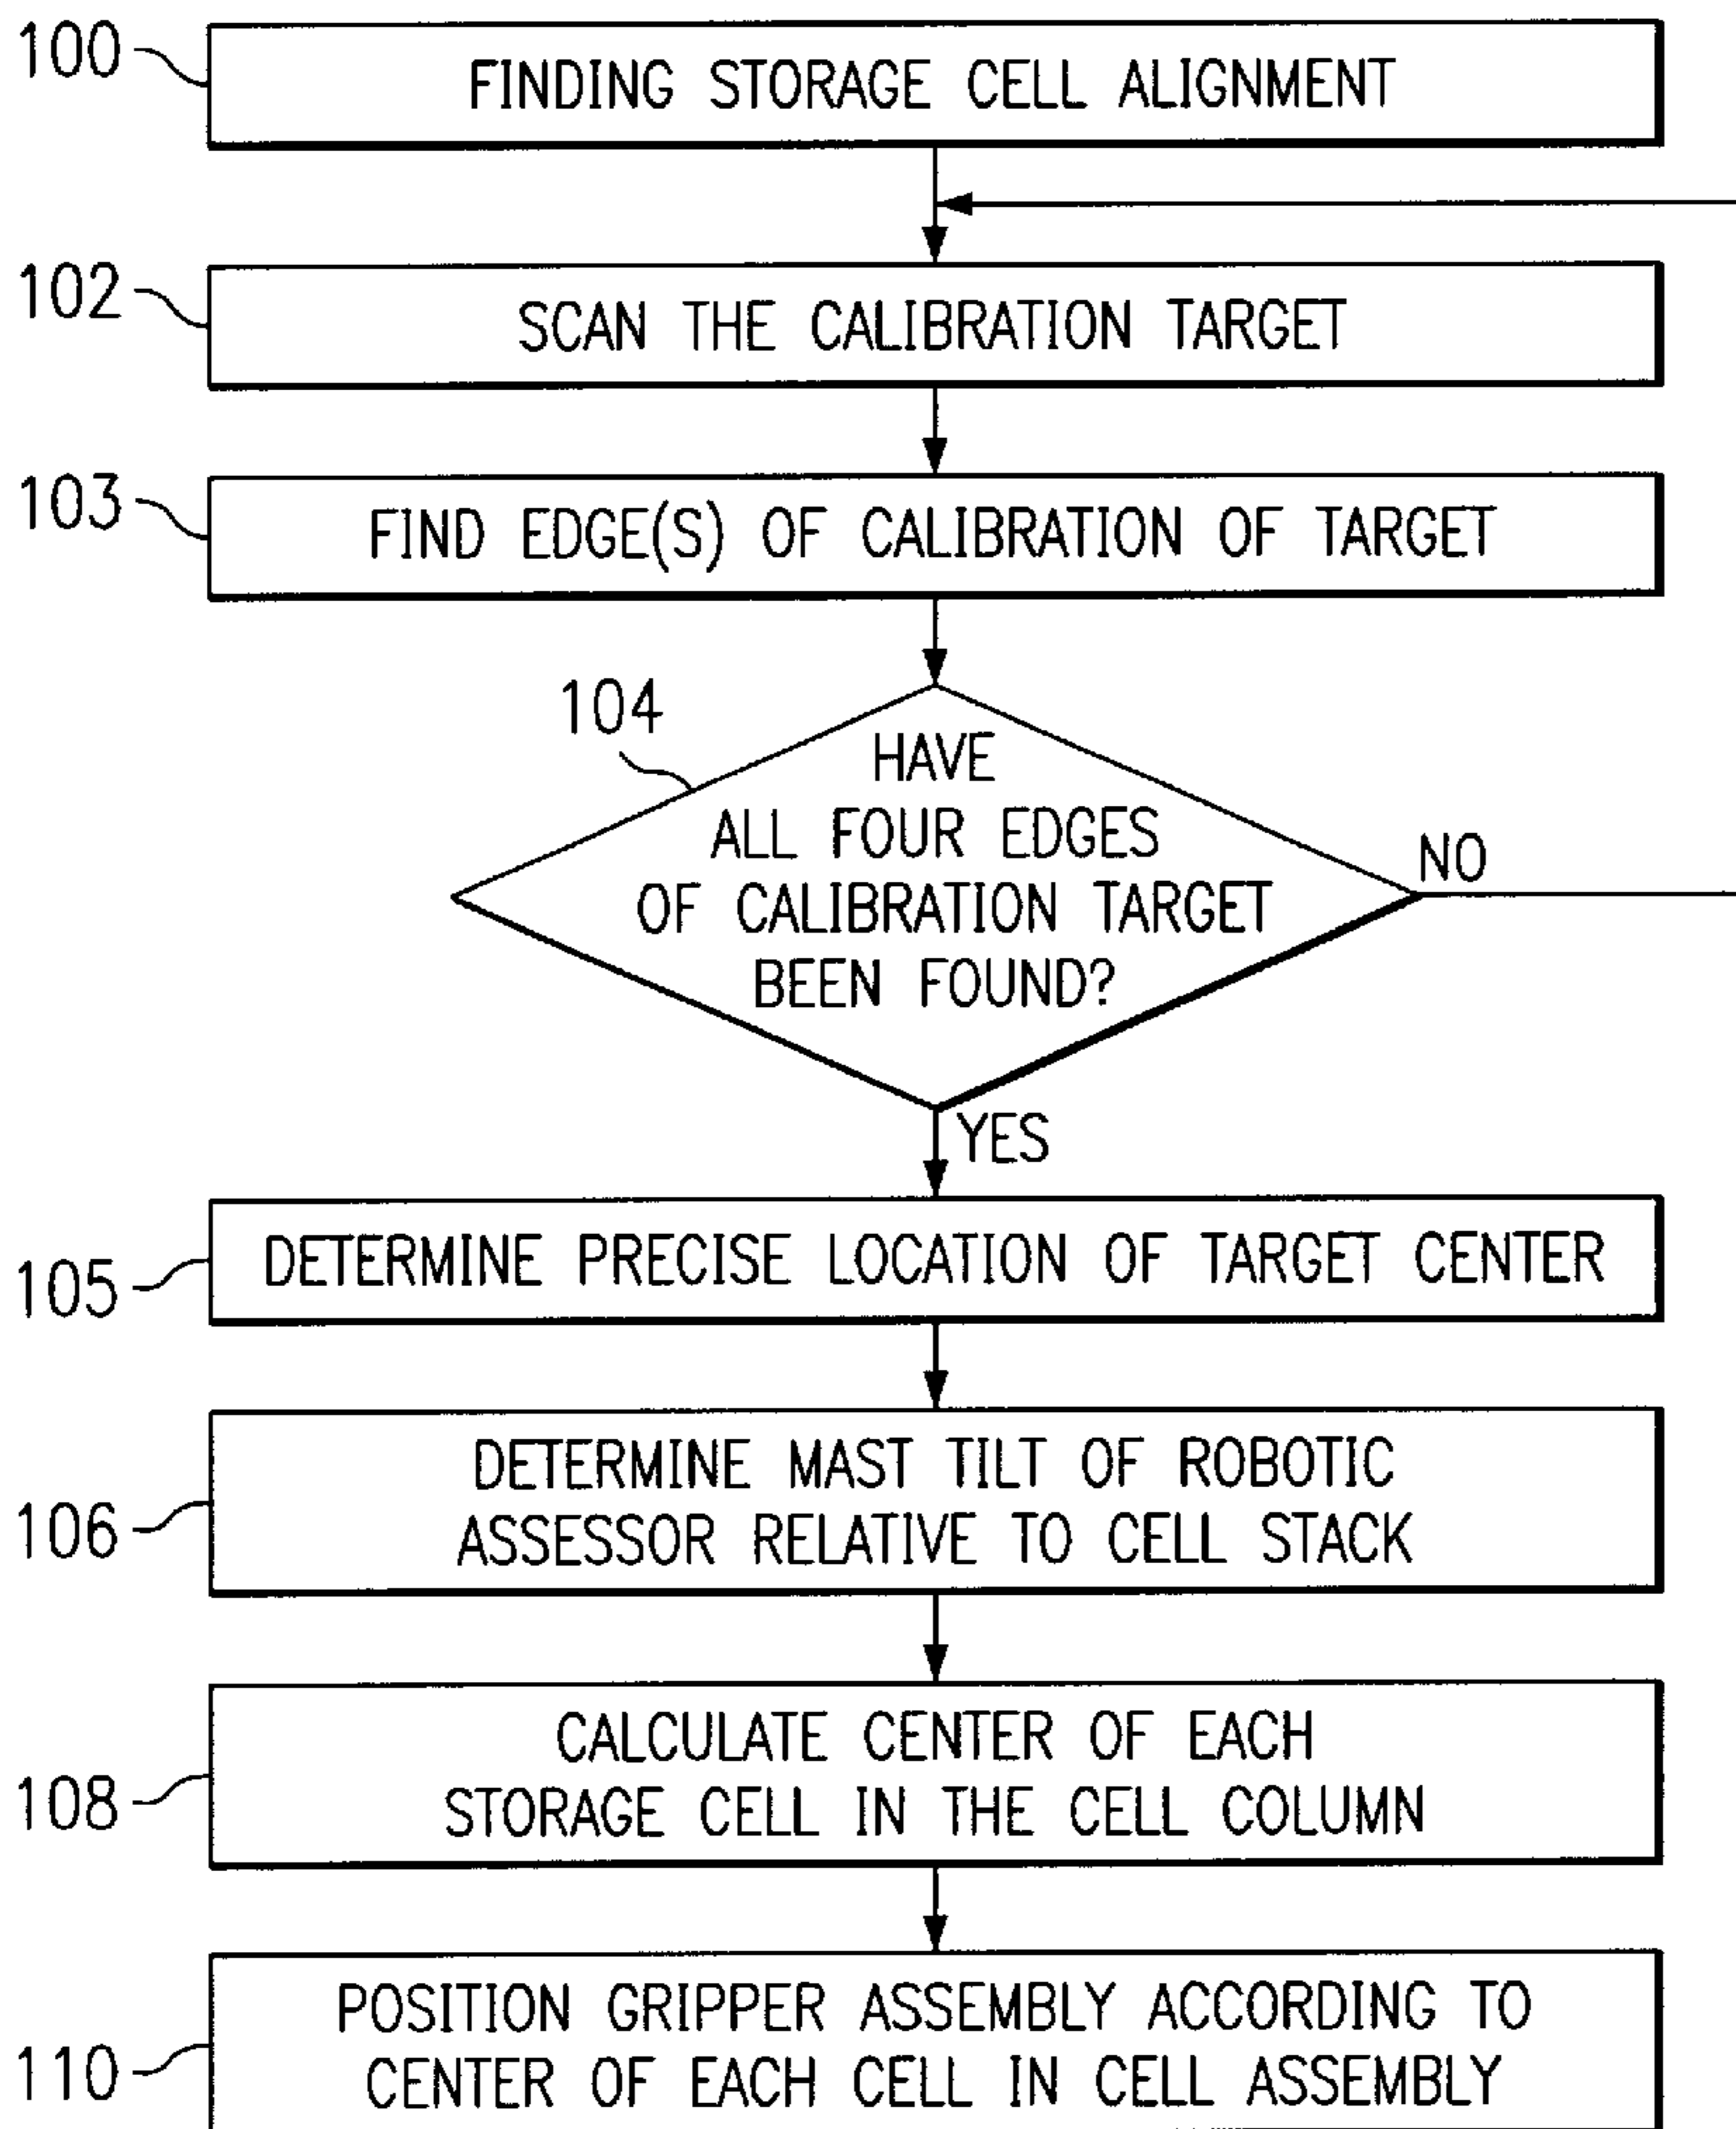 100
FINDING STORAGE CELL ALIGNMENT
102
SCAN THE CALIBRATION TARGET
103
FIND EDGE(S) OF CALIBRATION OF TARGET
104
HAVE
ALL FOUR EDGES
OF CALIBRATION TARGET
BEEN FOUND?
NO
YES
105
DETERMINE PRECISE LOCATION OF TARGET CENTER
106
DETERMINE MAST TILT OF ROBOTIC
ASSESSOR RELATIVE TO CELL STACK
108
CALCULATE CENTER OF EACH
STORAGE CELL IN THE CELL COLUMN
110
POSITION GRIPPER ASSEMBLY ACCORDING TO
CENTER OF EACH CELL IN CELL ASSEMBLY